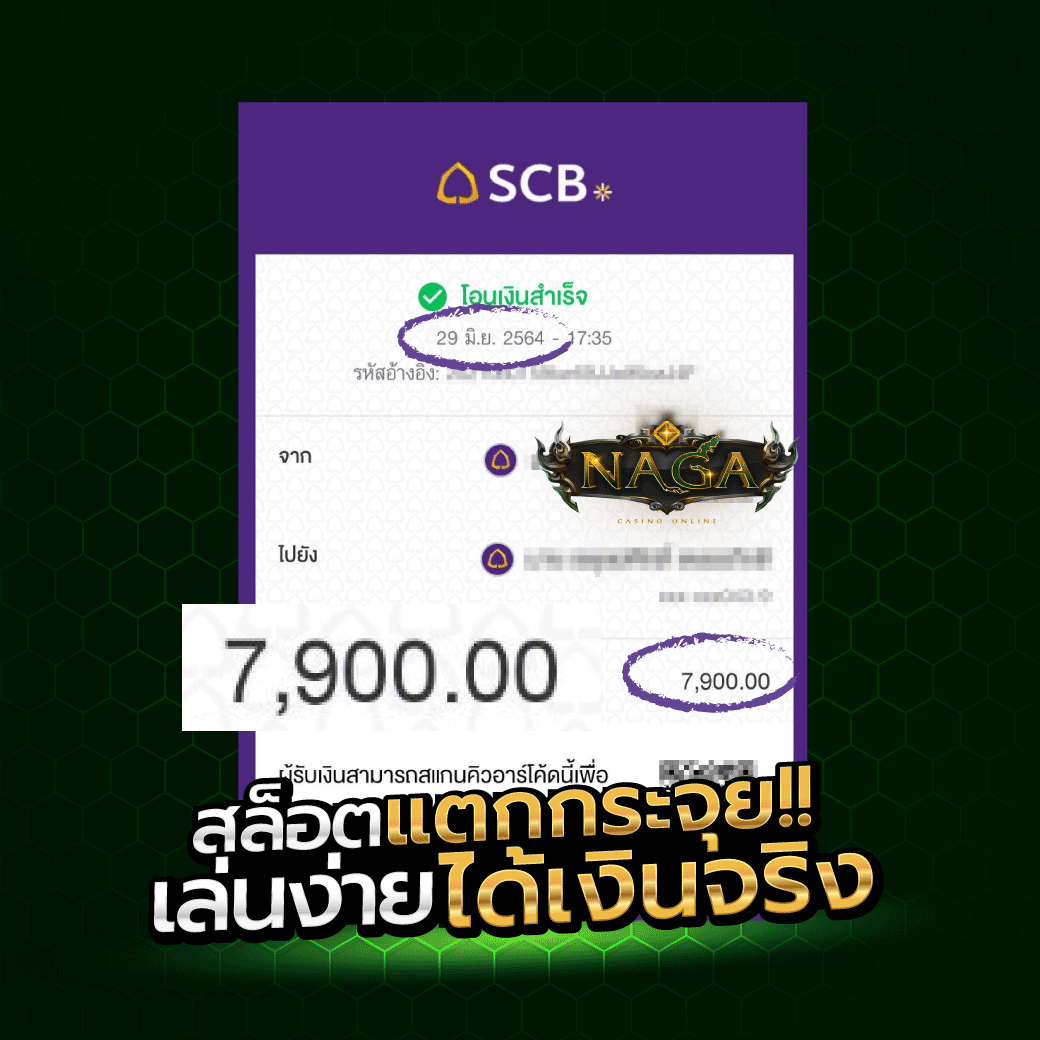 SCB
โอนเงินสำเร็จ
29 มิ.ย. 2564 - 17:35
รหัสอ้างอิง:
จาก
NAGA
CASINO ONLINE
ไปยัง
7,900.00
7,900.00
ผู้รับเงินสามารถสแกนคิวอาร์โค้ดนี้เพื่อ
สล็อตแตกกระจุย!!
เล่นง่ายได้เงินจริง